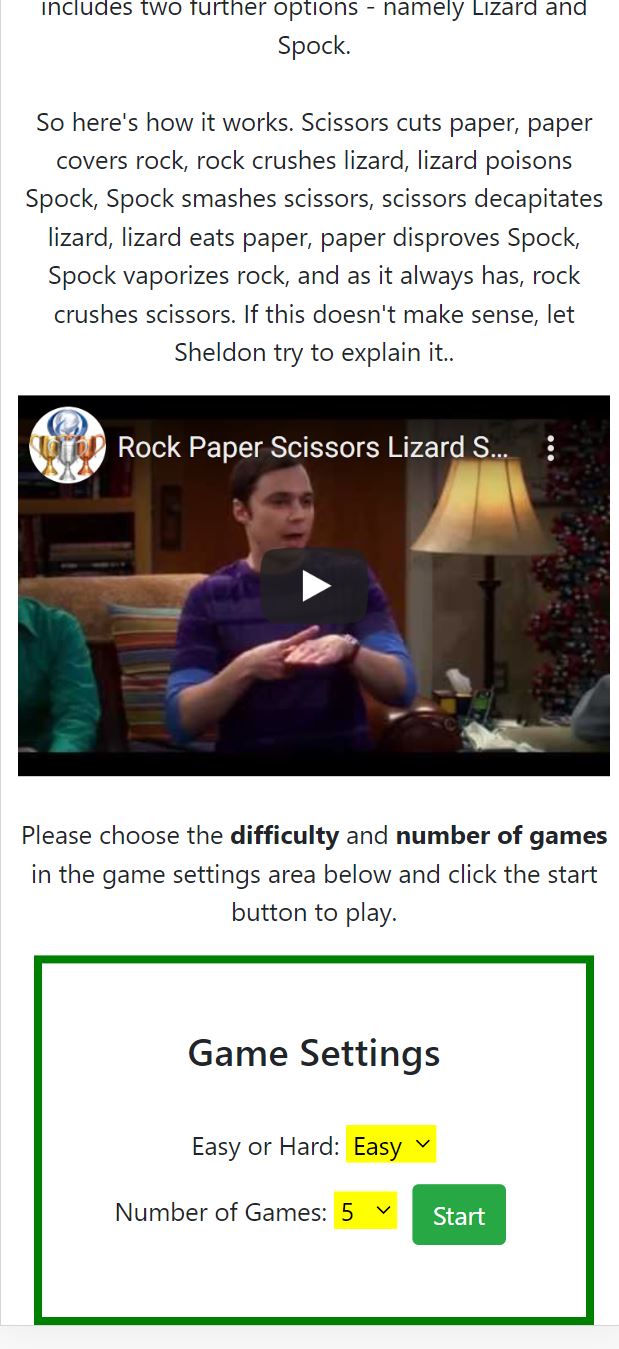 includes two further options - namely Lizard and
Spock.
So here's how it works. Scissors cuts paper, paper
covers rock, rock crushes lizard, lizard poisons
Spock, Spock smashes scissors, scissors decapitates
lizard, lizard eats paper, paper disproves Spock,
Spock vaporizes rock, and as it always has, rock
crushes scissors. If this doesn't make sense, let
Sheldon try to explain it..
Rock Paper Scissors Lizard S...
Please choose the difficulty and number of games
in the game settings area below and click the start
button to play.
Game Settings
Easy or Hard: Easy
Number of Games: 5 Start